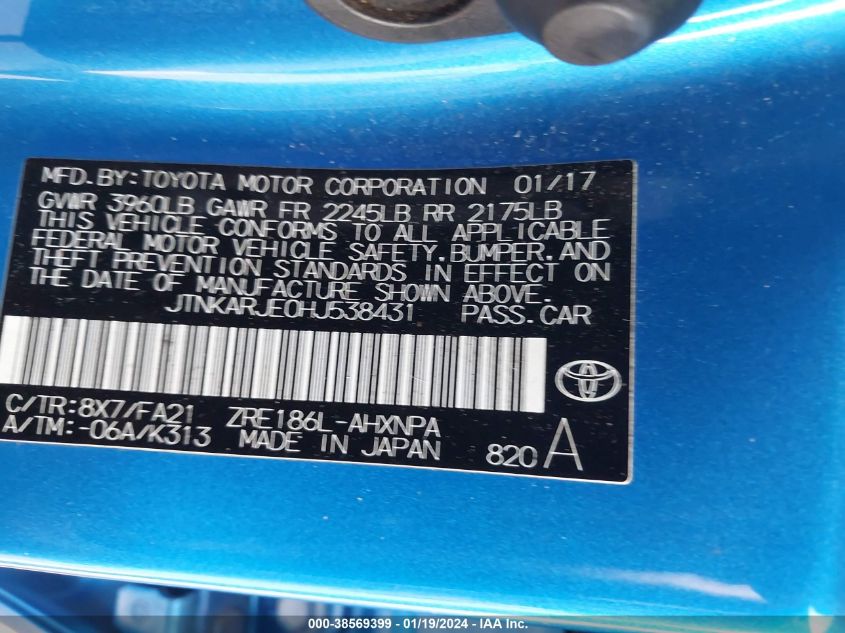 MFD. BY: TOYOTA MOTOR CORPORATION 01/17
GVWR 3960LB GAWR FR 2245LB RR 2175LB
THIS VEHICLE CONFORMS TO ALL APPLICABLE
FEDERAL MOTOR VEHICLE SAFETY, BUMPER, AND
THEFT PREVENTION STANDARDS IN EFFECT ON
THE DATE OF MANUFACTURE SHOWN ABOVE.
JTNKARJE0HJ538431 PASS. CAR
C/TR: 8X7/FA21 ZRE186L-AHXNPA
A/TM: -06A/K313 MADE IN JAPAN 820 A
000-38569399 - 01/19/2024 - IAA Inc.